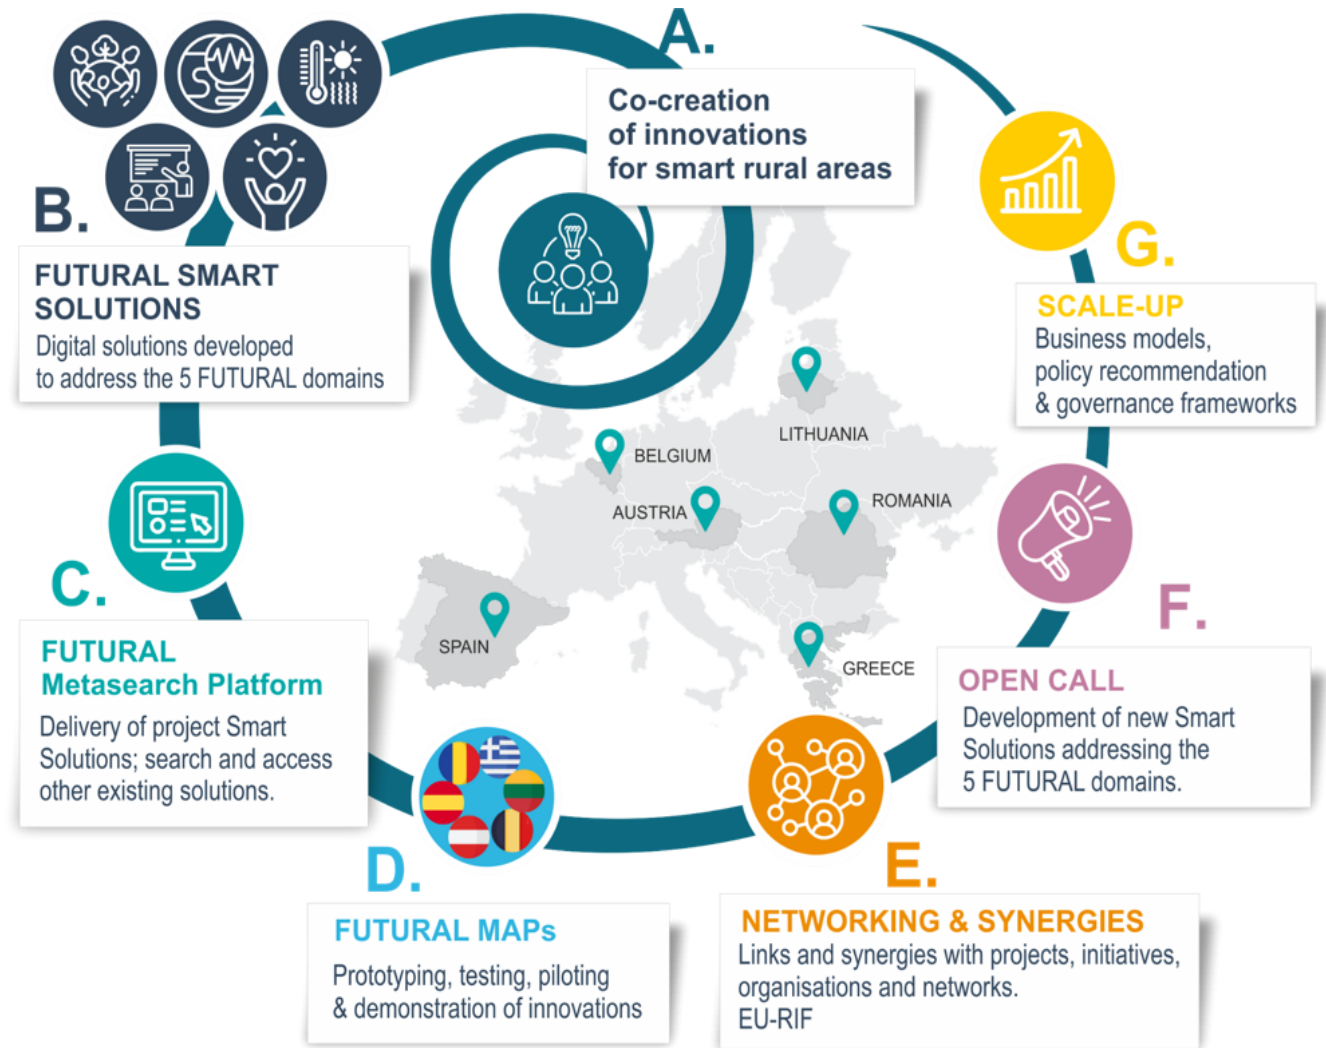 A.
Co-creation
of innovations
for smart rural areas
B.
FUTURAL SMART
SOLUTIONS
Digital solutions developed
to address the 5 FUTURAL domains
C.
FUTURAL
Metasearch Platform
Delivery of project Smart
Solutions; search and access
other existing solutions.
D.
FUTURAL MAPs
Prototyping, testing, piloting
& demonstration of innovations
E.
NETWORKING & SYNERGIES
Links and synergies with projects, initiatives,
organisations and networks.
EU-RIF
F.
OPEN CALL
Development of new Smart
Solutions addressing the
5 FUTURAL domains.
G.
SCALE-UP
Business models,
policy recommendation
& governance frameworks
LITHUANIA
BELGIUM
AUSTRIA
ROMANIA
SPAIN
GREECE